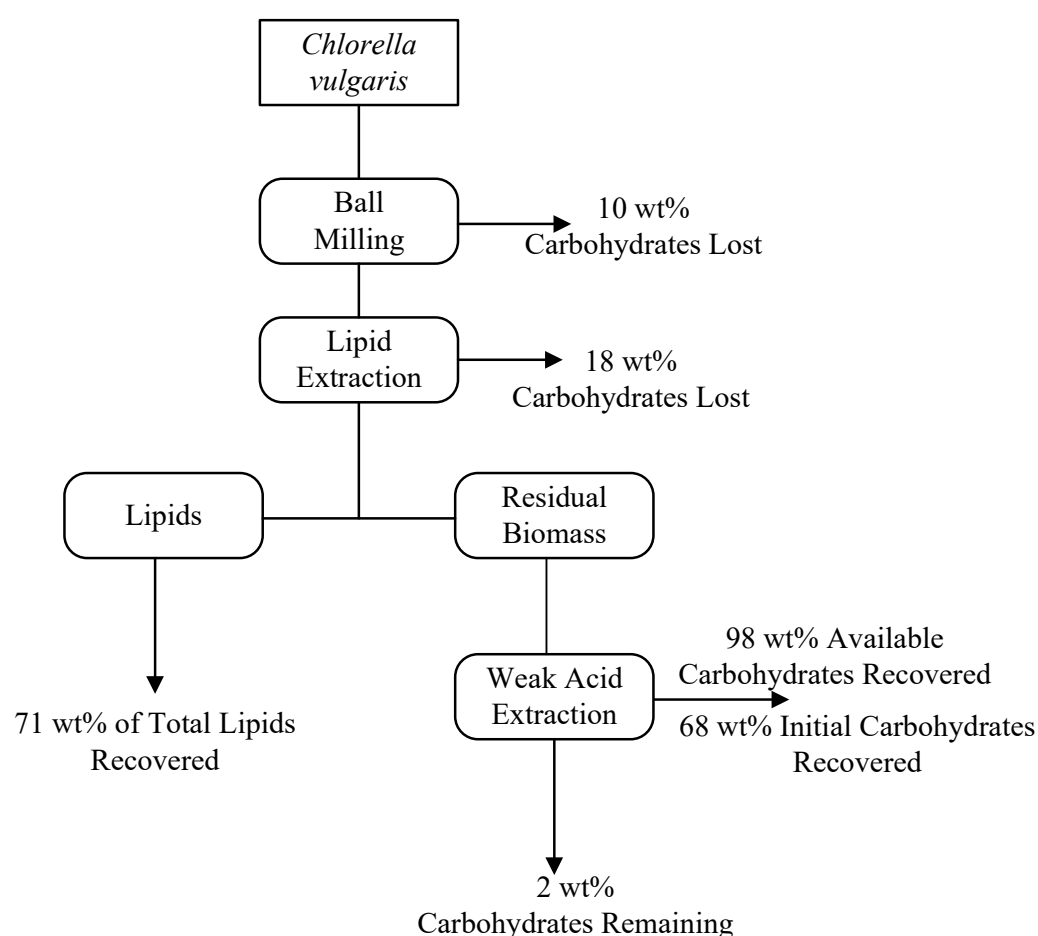 Chlorella
vulgaris
Ball
Milling
10 wt%
Carbohydrates Lost
Lipid
Extraction
18 wt%
Carbohydrates Lost
Lipids
Residual
Biomass
71 wt% of Total Lipids
Recovered
Weak Acid
Extraction
98 wt% Available
Carbohydrates Recovered
68 wt% Initial Carbohydrates
Recovered
2 wt%
Carbohydrates Remaining